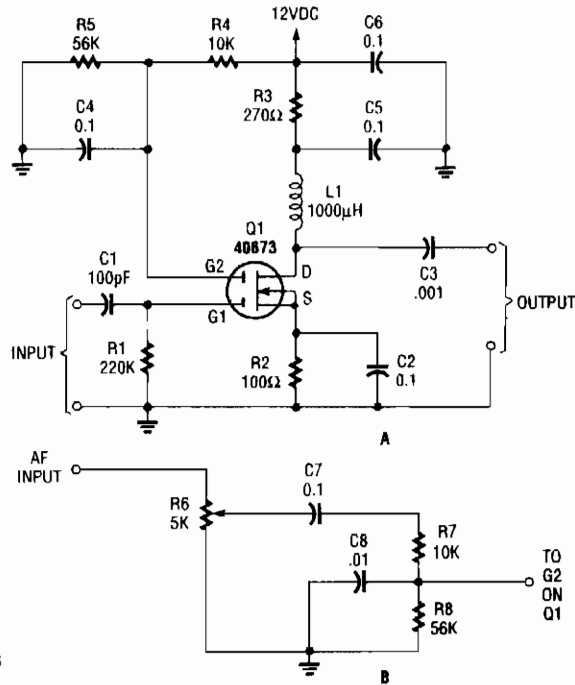 R5
56K
R4
10K
12VDC
C6
0.1
C4
0.1
R3
270Ω
C5
0.1
L1
1000µH
Q1
40673
C1
100pF
G2
D
C3
.001
G1
S
INPUT
R1
220K
R2
100Ω
C2
0.1
OUTPUT
A
AF
INPUT
R6
5K
C7
0.1
C8
.01
R7
10K
R8
56K
TO
G2
ON
Q1
B